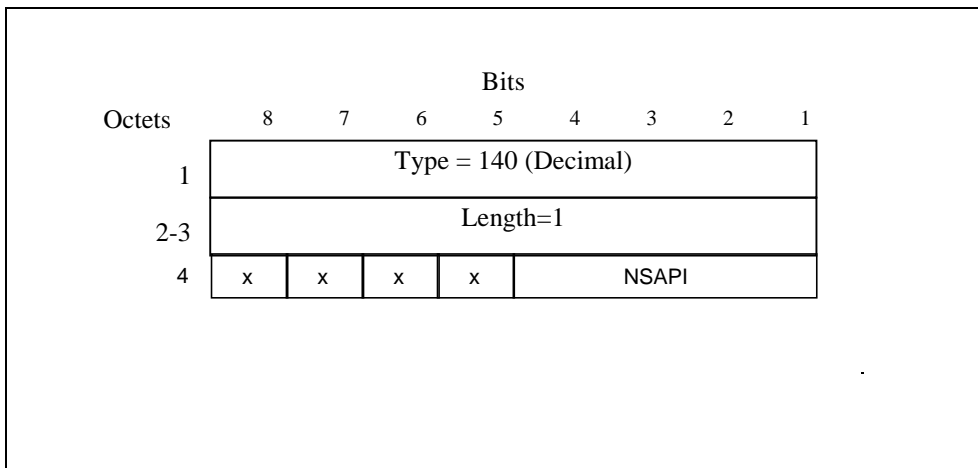 Bits
Octets 8 7 6 5 4 3 2 1
1 Type = 140 (Decimal)
2-3 Length=1
4 x x x x NSAPI